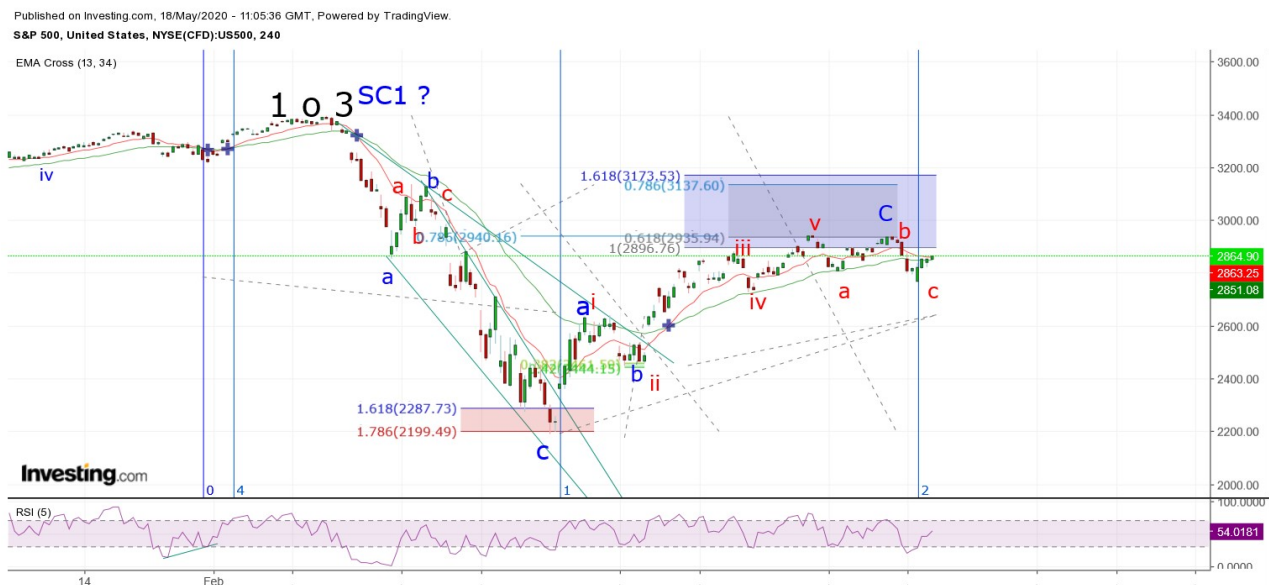 Published on Investing.com, 18/May/2020 - 11:05:36 GMT, Powered by TradingView.
S&P 500, United States, NYSE(CFD):US500, 240
EMA Cross (13, 34)
3600.00
1 o 3
SC1 ?
3400.00
iv
3200.00
a
b
c
b
a
1.618(3173.53)
0.786(3137.60)
0.786(2940.16)
0.618(2935.94)
1(2896.76)
3000.00
v
C
b
iii
iv
a
c
2864.90
2863.25
2851.08
a
i
2600.00
b
ii
2400.00
1.618(2287.73)
1.786(2199.49)
c
2200.00
2000.00
Investing.com
0
4
1
2
RSI (5)
100.0000
54.0181
0.0000
14
Feb